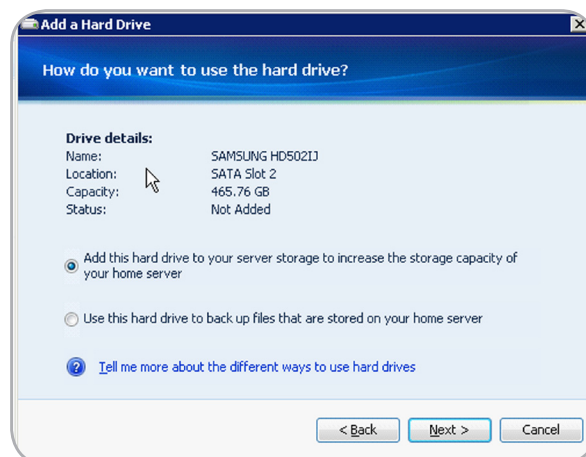 Add a Hard Drive
How do you want to use the hard drive?
Drive details:
Name: SAMSUNG HD502IJ
Location: SATA Slot 2
Capacity: 465.76 GB
Status: Not Added
Add this hard drive to your server storage to increase the storage capacity of
your home server
Use this hard drive to back up files that are stored on your home server
? Tell me more about the different ways to use hard drives
< Back Next > Cancel